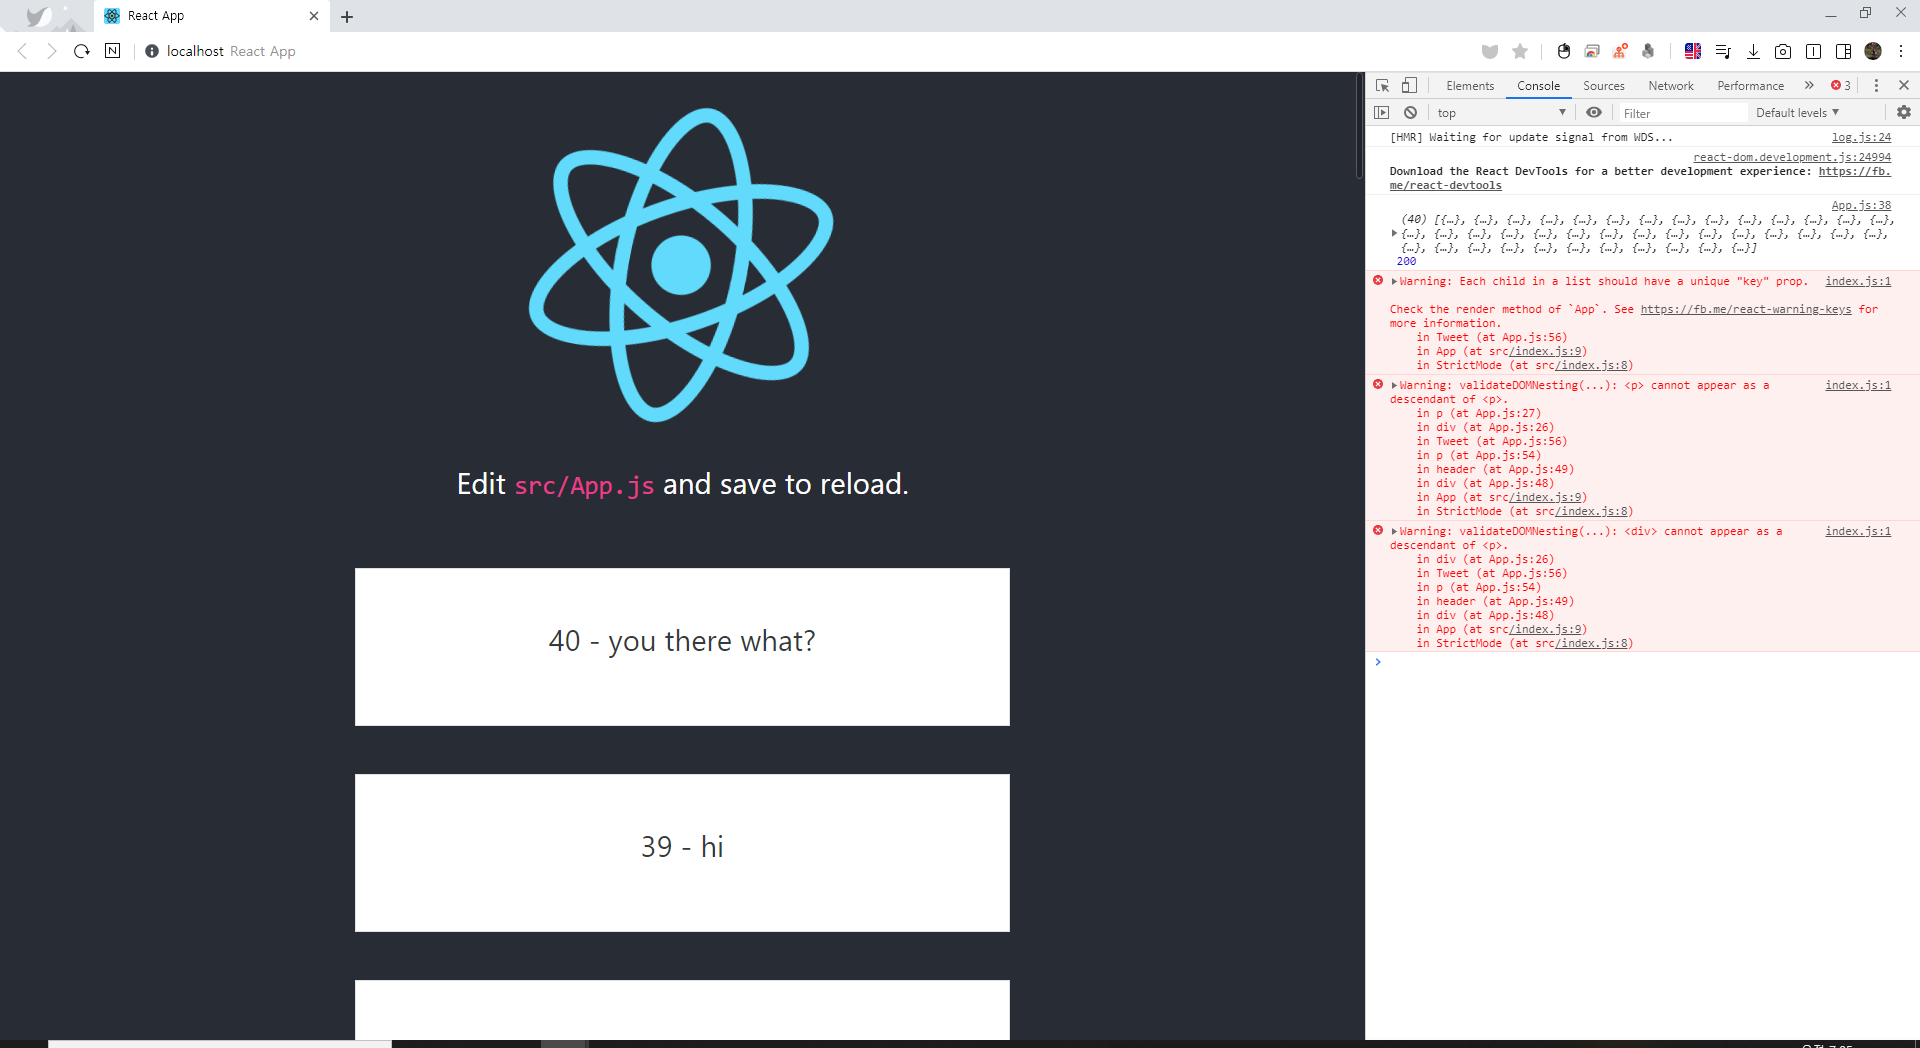 React App
localhost React App
Edit src/App.js and save to reload.
40 - you there what?
39 - hi
Elements Console Sources Network Performance » 3
top Filter Default levels
[HMR] Waiting for update signal from WDS... log.js:24
react-dom.development.js:24994
Download the React DevTools for a better development experience: https://fb.
me/react-devtools
App.js:38
(40) [{…}, {…}, {…}, {…}, {…}, {…}, {…}, {…}, {…}, {…}, {…}, {…}, {…}, {…},
{…}, {…}, {…}, {…}, {…}, {…}, {…}, {…}, {…}, {…}, {…}, {…}, {…}, {…}, {…},
{…}, {…}, {…}, {…}, {…}, {…}, {…}, {…}, {…}, {…}, {…}]
200
Warning: Each child in a list should have a unique "key" prop. index.js:1
Check the render method of `App`. See https://fb.me/react-warning-keys for
more information.
in Tweet (at App.js:56)
in App (at src/index.js:9)
in StrictMode (at src/index.js:8)
Warning: validateDOMNesting(...): <p> cannot appear as a index.js:1
descendant of <p>.
in p (at App.js:27)
in div (at App.js:26)
in Tweet (at App.js:56)
in p (at App.js:54)
in header (at App.js:49)
in div (at App.js:48)
in App (at src/index.js:9)
in StrictMode (at src/index.js:8)
Warning: validateDOMNesting(...): <div> cannot appear as a index.js:1
descendant of <p>.
in div (at App.js:26)
in Tweet (at App.js:56)
in p (at App.js:54)
in header (at App.js:49)
in div (at App.js:48)
in App (at src/index.js:9)
in StrictMode (at src/index.js:8)